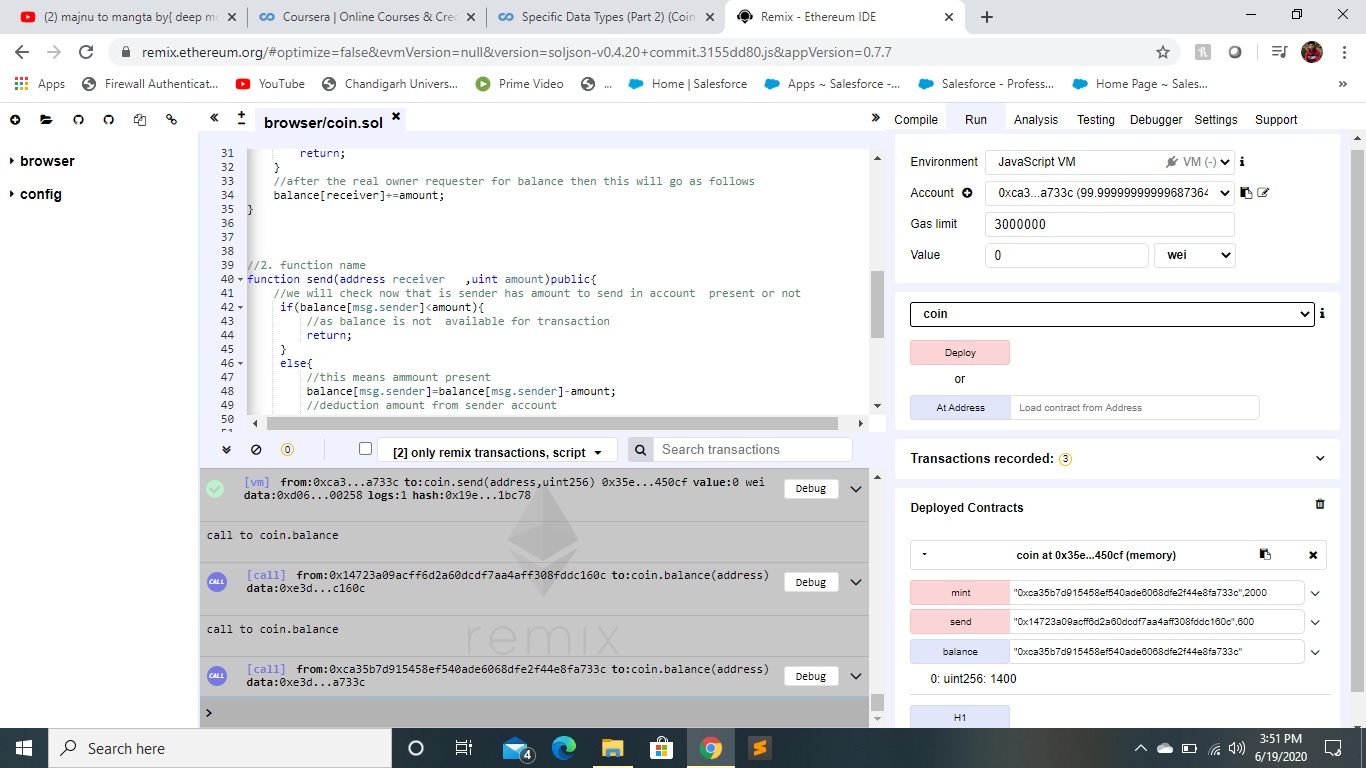 (2) majnu to mangta by{ deep mo
Coursera | Online Courses & Cred
Specific Data Types (Part 2) (Coin
Remix - Ethereum IDE
remix.ethereum.org/#optimize=false&evmVersion=null&version=soljson-v0.4.20+commit.3155dd80.js&appVersion=0.7.7
Apps
Firewall Authenticat...
YouTube
Chandigarh Univers...
Prime Video
...
Home | Salesforce
Apps ~ Salesforce -...
Salesforce - Profess...
Home Page ~ Sales...
»
browser
config
browser/coin.sol
31 return;
32 }
33 //after the real owner requester for balance then this will go as follows
34 balance[receiver]+=amount;
35 }
36
37
38
39 //2. function name
40 function send(address receiver ,uint amount)public{
41 //we will check now that is sender has amount to send in account present or not
42 if(balance[msg.sender]<amount){
43 //as balance is not available for transaction
44 return;
45 }
46 else{
47 //this means ammount present
48 balance[msg.sender]=balance[msg.sender]-amount;
49 //deduction amount from sender account
50
51
0
[2] only remix transactions, script
Search transactions
[vm] from:0xca3...a733c to:coin.send(address,uint256) 0x35e...450cf value:0 wei
data:0xd06...00258 logs:1 hash:0x19e...1bc78
Debug
call to coin.balance
CALL
[call] from:0x14723a09acff6d2a60dcdf7aa4aff308fddc160c to:coin.balance(address)
data:0xe3d...c160c
Debug
call to coin.balance
remix
CALL
[call] from:0xca35b7d915458ef540ade6068dfe2f44e8fa733c to:coin.balance(address)
data:0xe3d...a733c
Debug
>
Compile Run Analysis Testing Debugger Settings Support
Environment JavaScript VM VM (-)
Account 0xca3...a733c (99.99999999999687364
Gas limit 3000000
Value 0 wei
coin
Deploy
or
At Address Load contract from Address
Transactions recorded: 3
Deployed Contracts
coin at 0x35e...450cf (memory)
mint "0xca35b7d915458ef540ade6068dfe2f44e8fa733c",2000
send "0x14723a09acff6d2a60dcdf7aa4aff308fddc160c",600
balance "0xca35b7d915458ef540ade6068dfe2f44e8fa733c"
0: uint256: 1400
H1
Search here
4
3:51 PM
6/19/2020